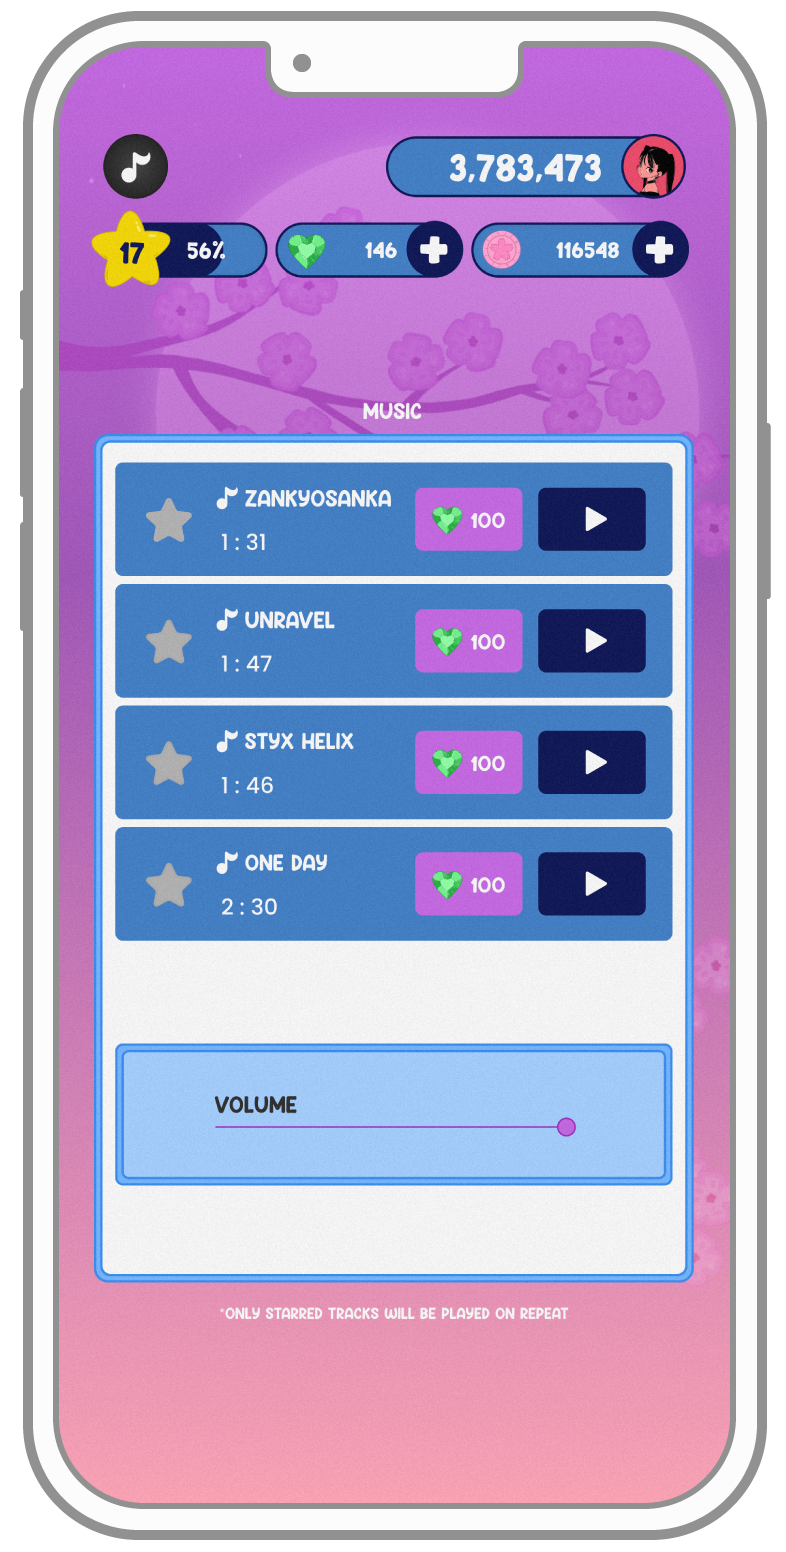 3,783,473
17 56% 146 116548
MUSIC
ZANKYOSANKA
1 : 31
100
UNRAVEL
1 : 47
100
STYX HELIX
1 : 46
100
ONE DAY
2 : 30
100
VOLUME
*ONLY STARRED TRACKS WILL BE PLAYED ON REPEAT